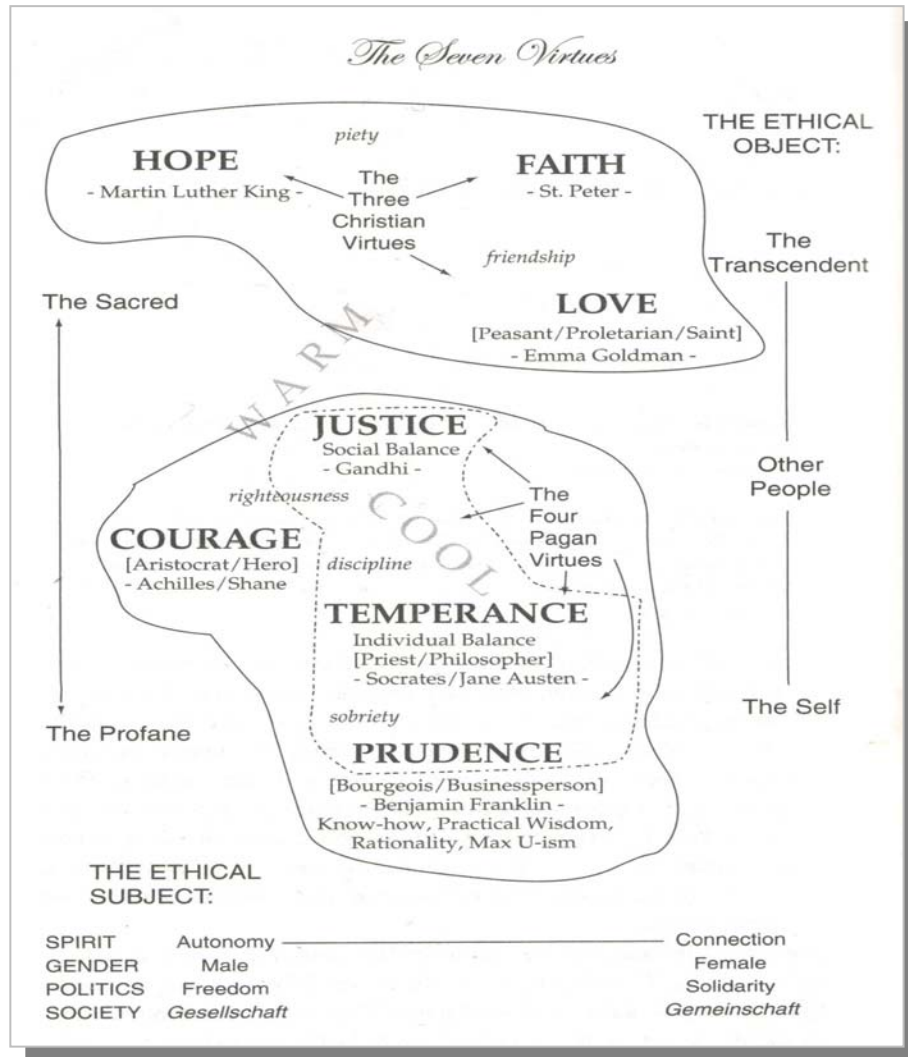 The Seven Virtues
piety
HOPE
- Martin Luther King -
The
Three
Christian
Virtues
FAITH
- St. Peter -
friendship
LOVE
[Peasant/Proletarian/Saint]
- Emma Goldman -
THE ETHICAL
OBJECT:
The
Transcendent
Other
People
The Self
The Sacred
The Profane
WARM
COOL
JUSTICE
Social Balance
- Gandhi -
righteousness
The
Four
Pagan
Virtues
COURAGE
[Aristocrat/Hero]
- Achilles/Shane
discipline
TEMPERANCE
Individual Balance
[Priest/Philosopher]
- Socrates/Jane Austen -
sobriety
PRUDENCE
[Bourgeois/Businessperson]
- Benjamin Franklin -
Know-how, Practical Wisdom,
Rationality, Max U-ism
THE ETHICAL
SUBJECT:
SPIRIT Autonomy Connection
GENDER Male Female
POLITICS Freedom Solidarity
SOCIETY Gesellschaft Gemeinschaft